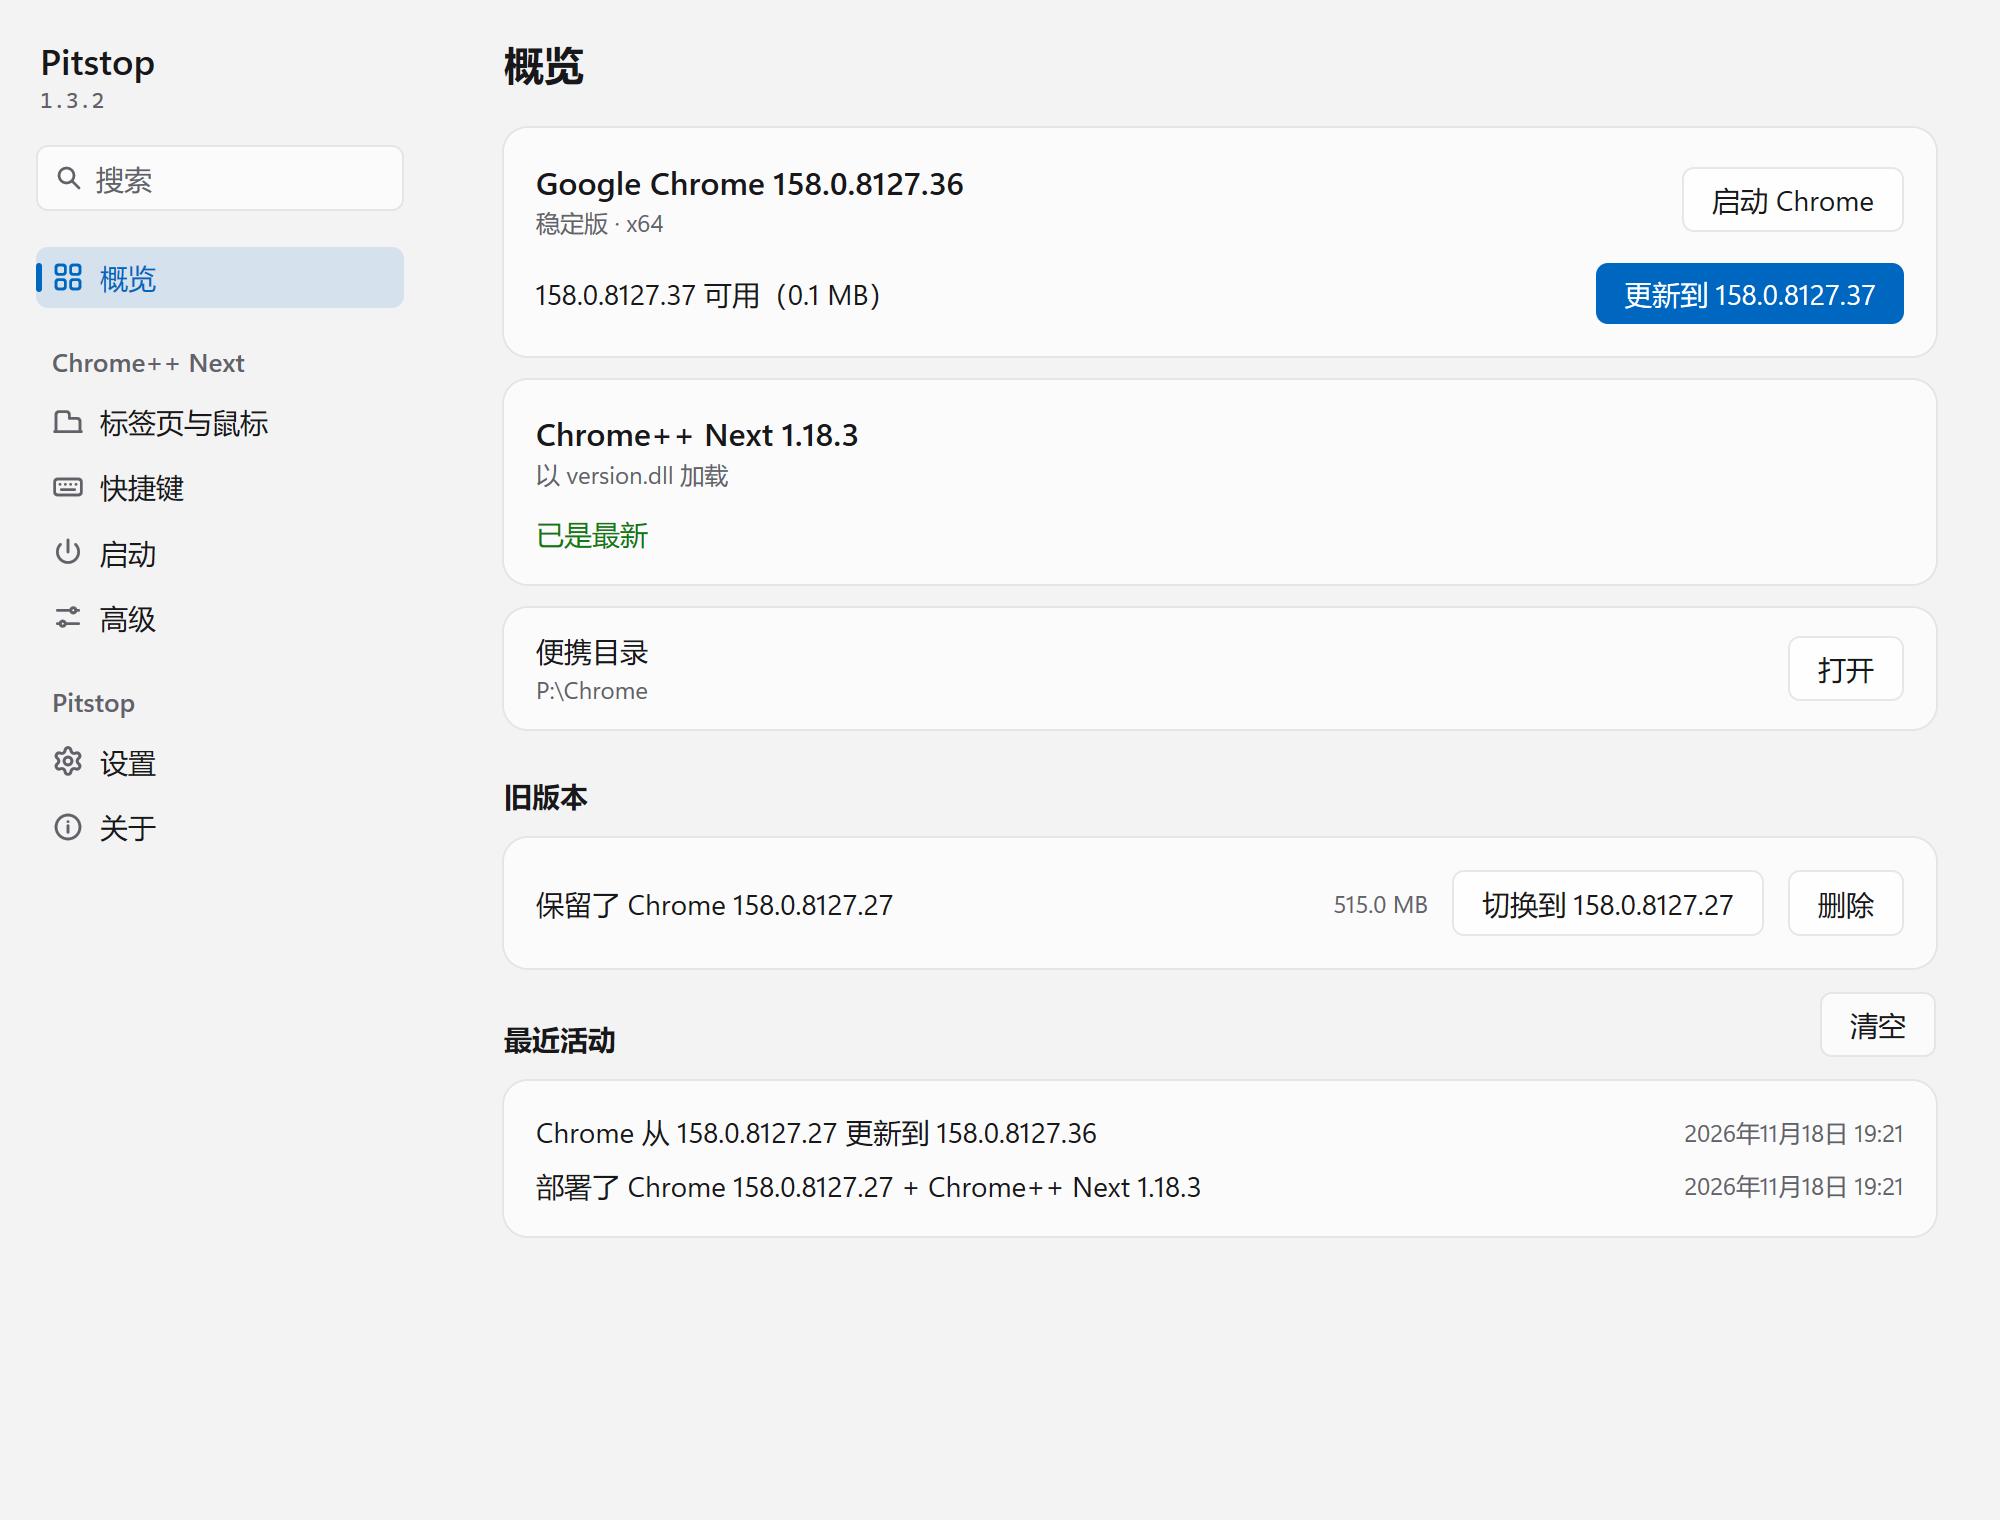 Pitstop
1.3.2
搜索
概览
Chrome++ Next
标签页与鼠标
快捷键
启动
高级
Pitstop
设置
关于
概览
Google Chrome 158.0.8127.36
稳定版 · x64
启动 Chrome
158.0.8127.37 可用（0.1 MB）
更新到 158.0.8127.37
Chrome++ Next 1.18.3
以 version.dll 加载
已是最新
便携目录
P:\Chrome
打开
旧版本
保留了 Chrome 158.0.8127.27
515.0 MB
切换到 158.0.8127.27
删除
最近活动
清空
Chrome 从 158.0.8127.27 更新到 158.0.8127.36
2026年11月18日 19:21
部署了 Chrome 158.0.8127.27 + Chrome++ Next 1.18.3
2026年11月18日 19:21